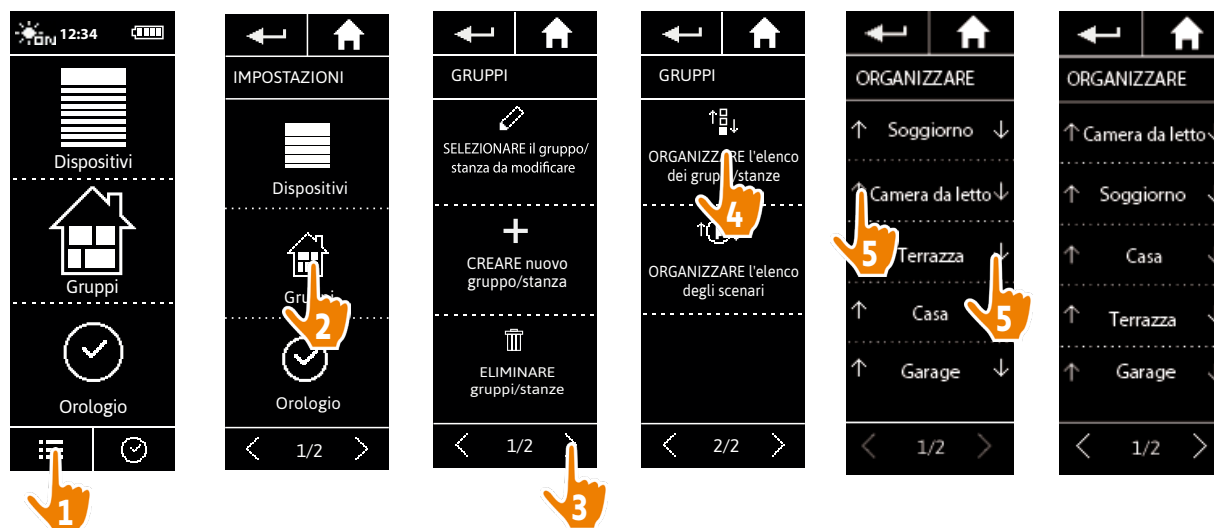 ON 12:34
Dispositivi
Gruppi
Orologio
1
IMPOSTAZIONI
Dispositivi
Gruppi
2
Orologio
1/2
GRUPPI
SELEZIONARE il gruppo/
stanza da modificare
CREARE nuovo
gruppo/stanza
ELIMINARE
gruppi/stanze
1/2
3
GRUPPI
ORGANIZZARE l'elenco
dei gruppi/stanze
4
ORGANIZZARE l'elenco
degli scenari
2/2
ORGANIZZARE
Soggiorno
Camera da letto
5
Terrazza
Casa
5
Garage
1/2
ORGANIZZARE
Camera da letto
Soggiorno
Casa
Terrazza
Garage
1/2